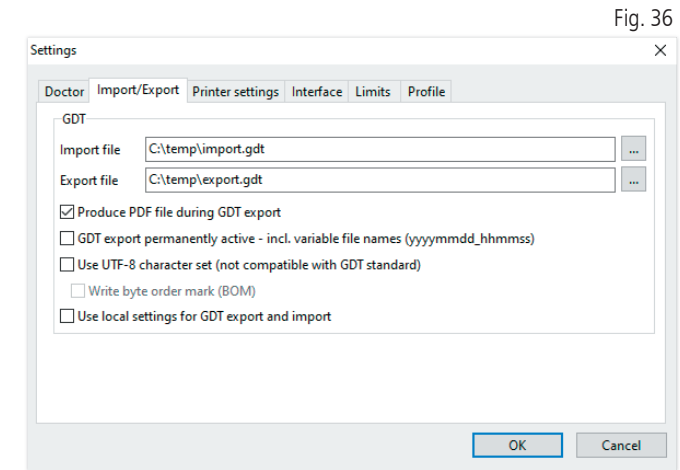 Fig. 36
Settings
Doctor Import/Export Printer settings Interface Limits Profile
GDT
Import file C:\temp\import.gdt ...
Export file C:\temp\export.gdt ...
Produce PDF file during GDT export
GDT export permanently active - incl. variable file names (yyyymmdd_hhmmss)
Use UTF-8 character set (not compatible with GDT standard)
Write byte order mark (BOM)
Use local settings for GDT export and import
OK Cancel